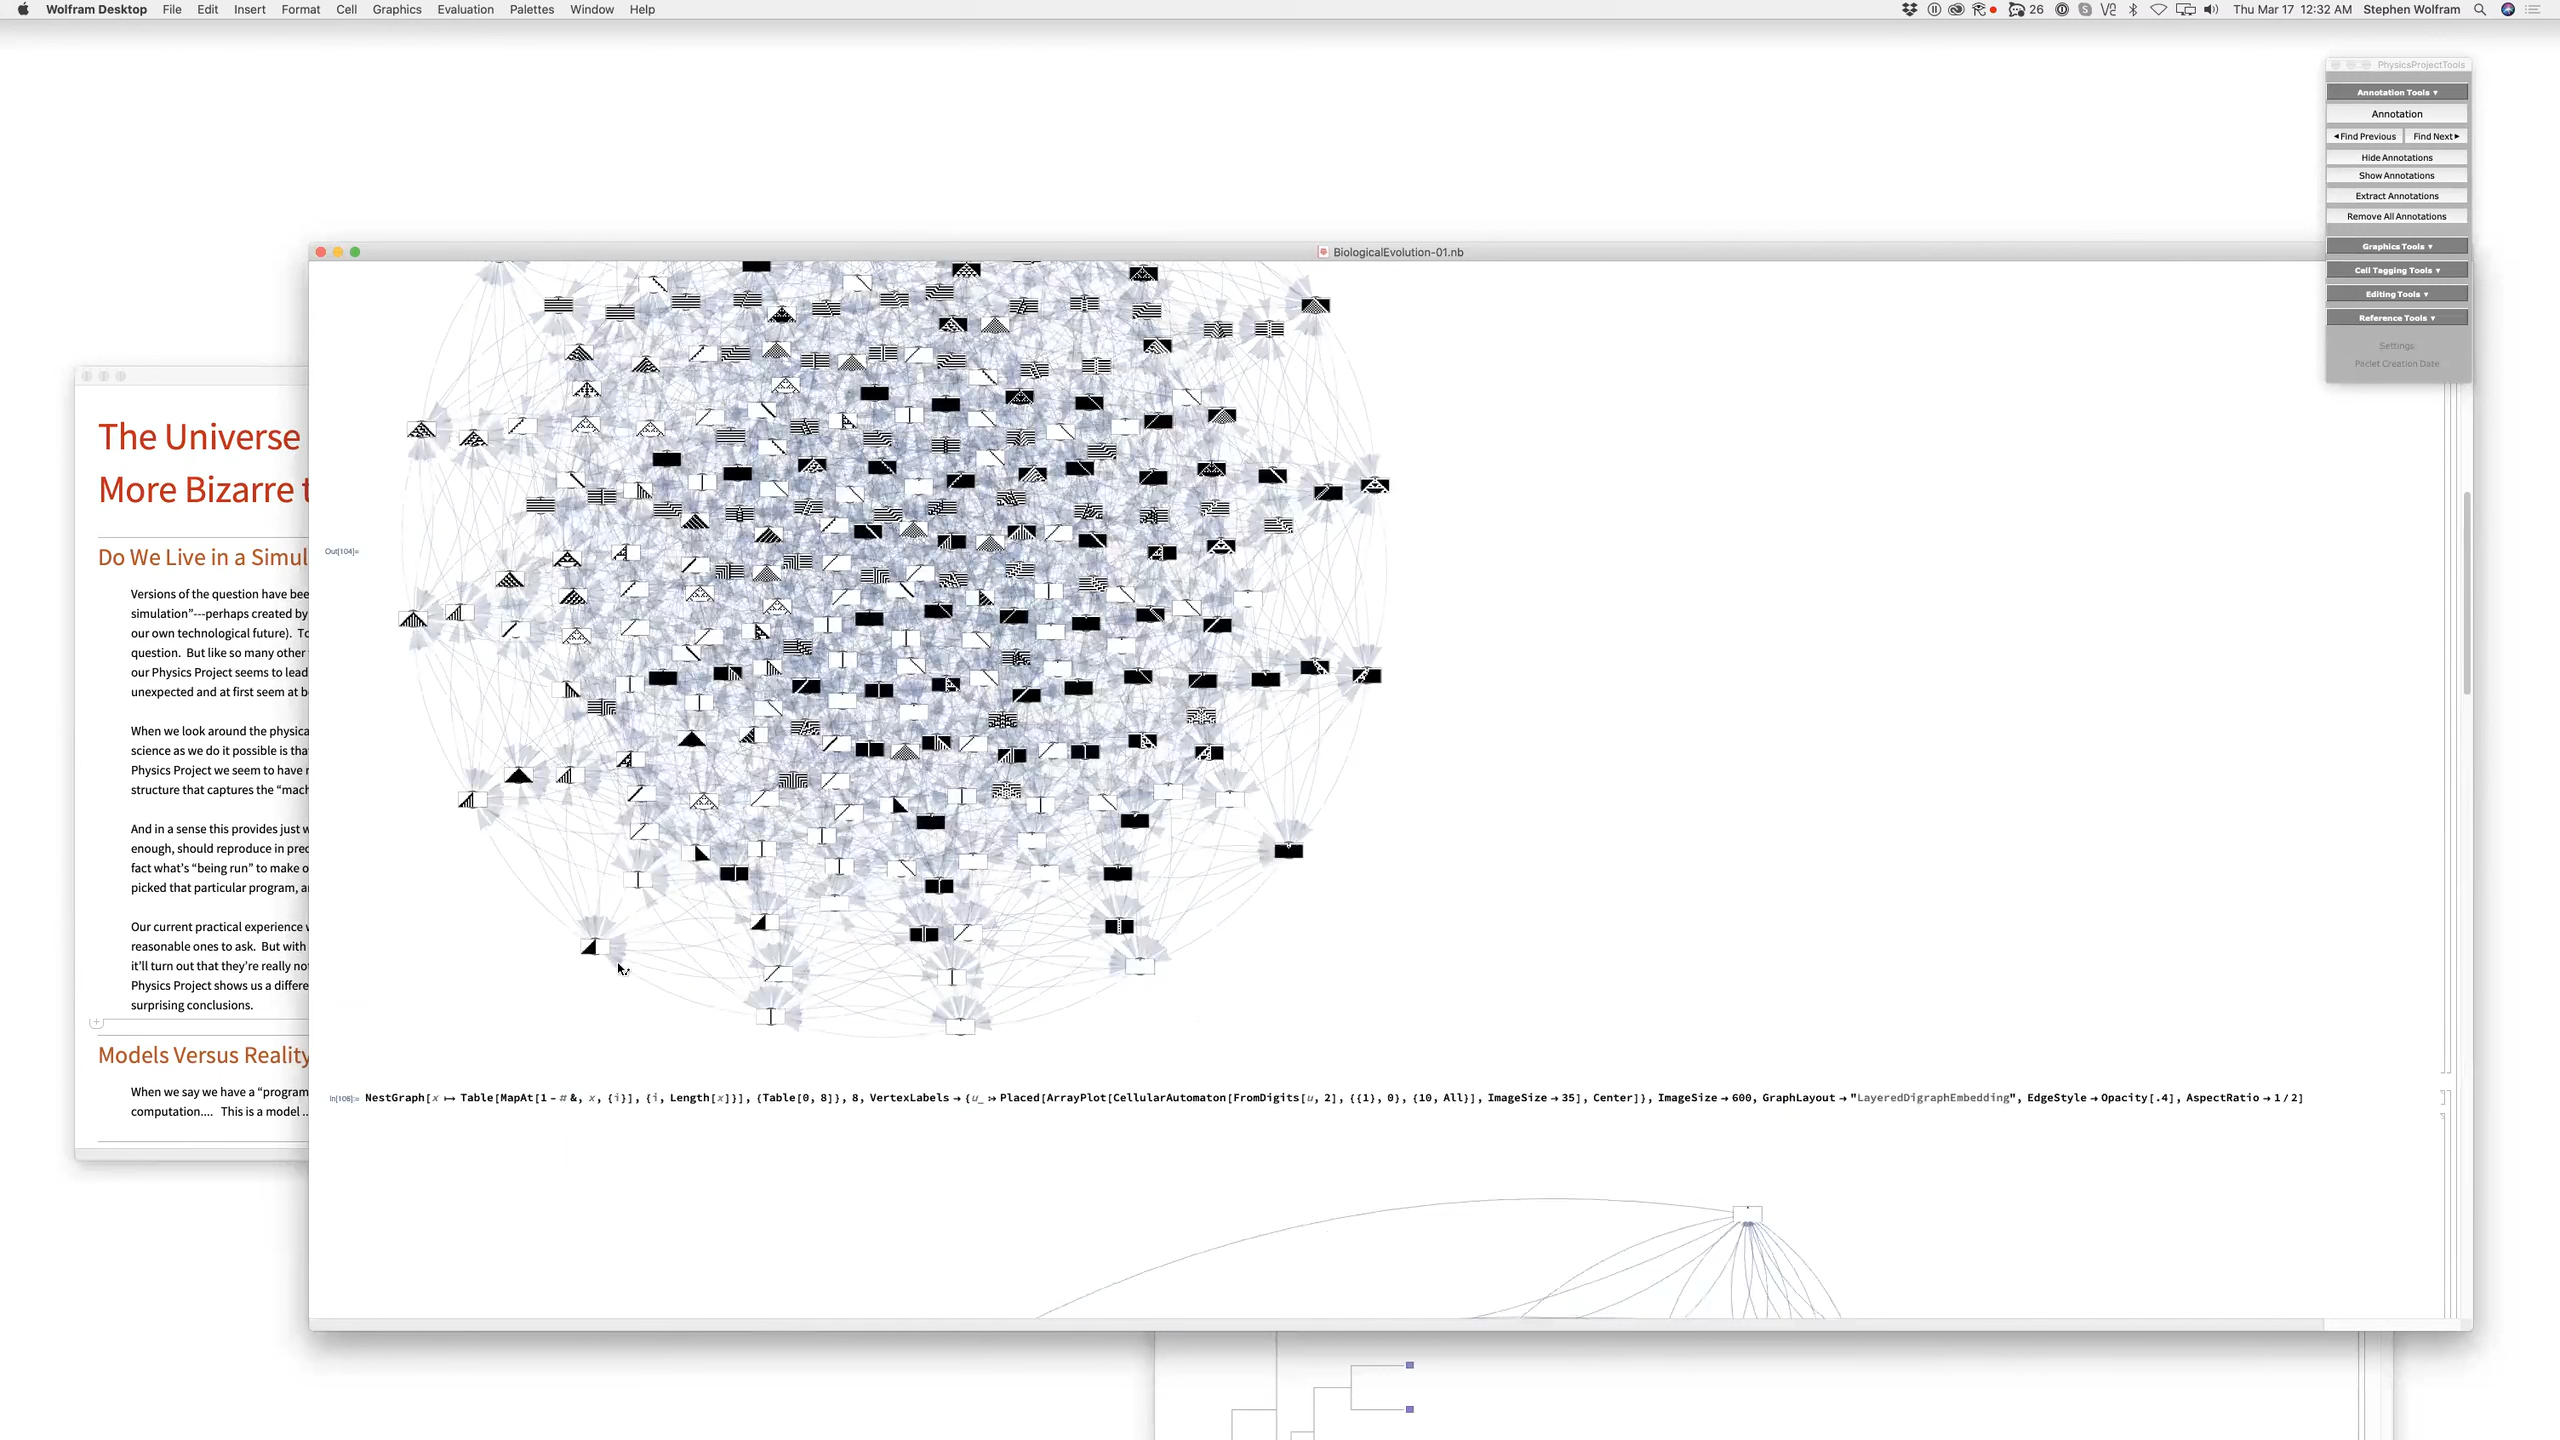 Wolfram Desktop File Edit Insert Format Cell Graphics Evaluation Palettes Window Help
26 Thu Mar 17 12:32 AM Stephen Wolfram
PhysicsProjectTools
Annotation Tools ▾
Annotation
◂Find Previous Find Next▸
Hide Annotations
Show Annotations
Extract Annotations
Remove All Annotations
Graphics Tools ▾
Call Tagging Tools ▾
Editing Tools ▾
Reference Tools ▾
Settings
Paclet Creation Date
BiologicalEvolution-01.nb
The Universe
More Bizarre
Do We Live in a Simul
Versions of the question have bee
simulation"---perhaps created by
our own technological future). To
question. But like so many other
our Physics Project seems to lead
unexpected and at first seem at b
When we look around the physica
science as we do it possible is tha
Physics Project we seem to have r
structure that captures the "mach
And in a sense this provides just w
enough, should reproduce in prec
fact what's "being run" to make o
picked that particular program, a
Our current practical experience
reasonable ones to ask. But with
it'll turn out that they're really no
Physics Project shows us a differe
surprising conclusions.
Models Versus Reality
When we say we have a "program
computation.... This is a model ..
Out[104]=
In[106]:= NestGraph[x ↦ Table[MapAt[1 - # &, x, {i}], {i, Length[x]}], {Table[0, 8]}, 8, VertexLabels → {u_ :> Placed[ArrayPlot[CellularAutomaton[FromDigits[u, 2], {{1}, 0}, {10, All}], ImageSize → 35], Center]}, ImageSize → 600, GraphLayout → "LayeredDigraphEmbedding", EdgeStyle → Opacity[.4], AspectRatio → 1 / 2]